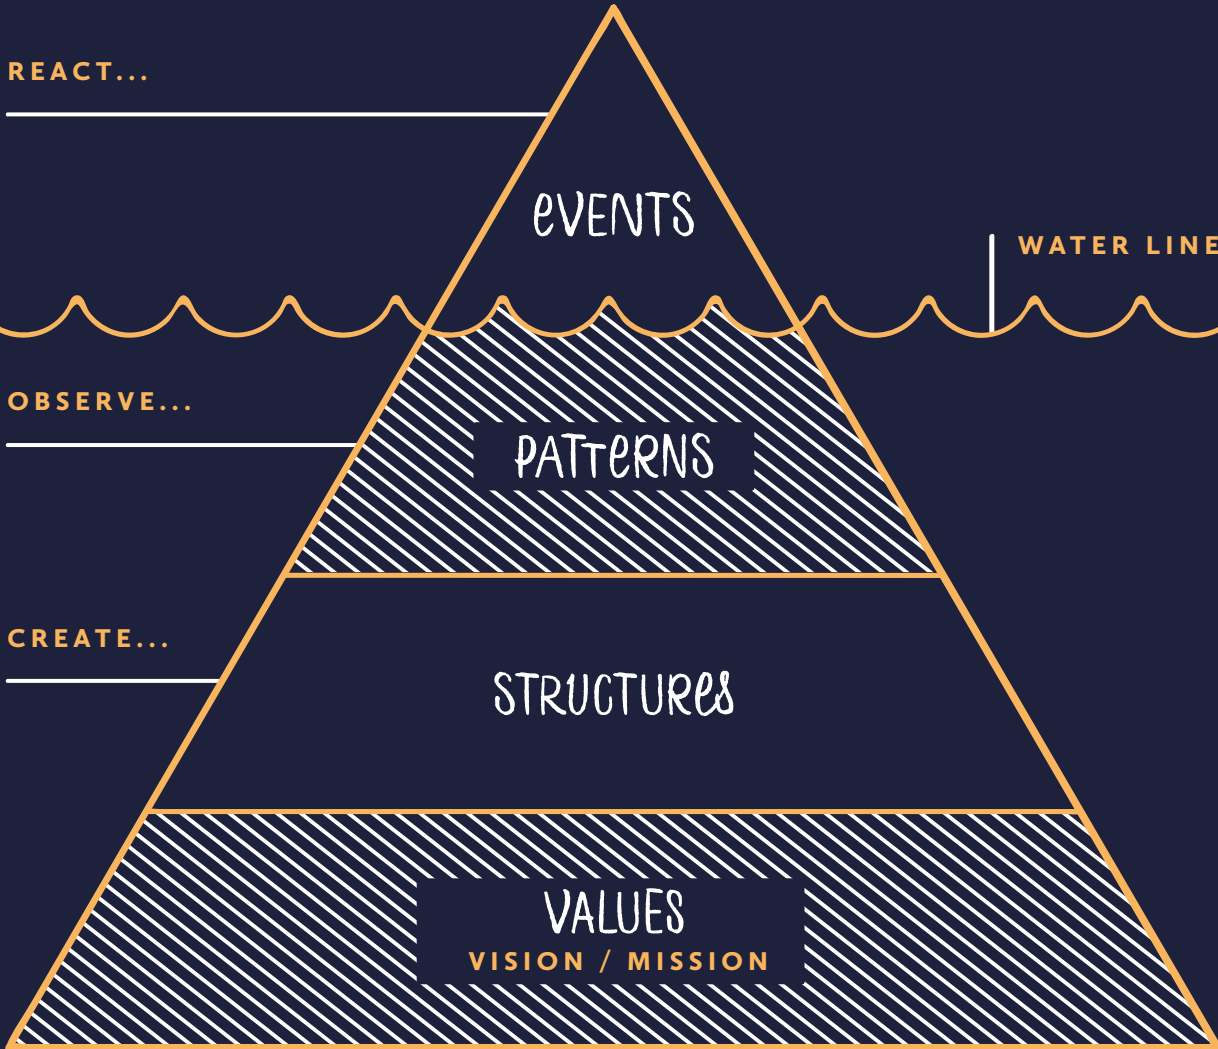 REACT...
EVENTS
WATER LINE
OBSERVE...
PATTERNS
CREATE...
STRUCTURES
VALUES
VISION / MISSION